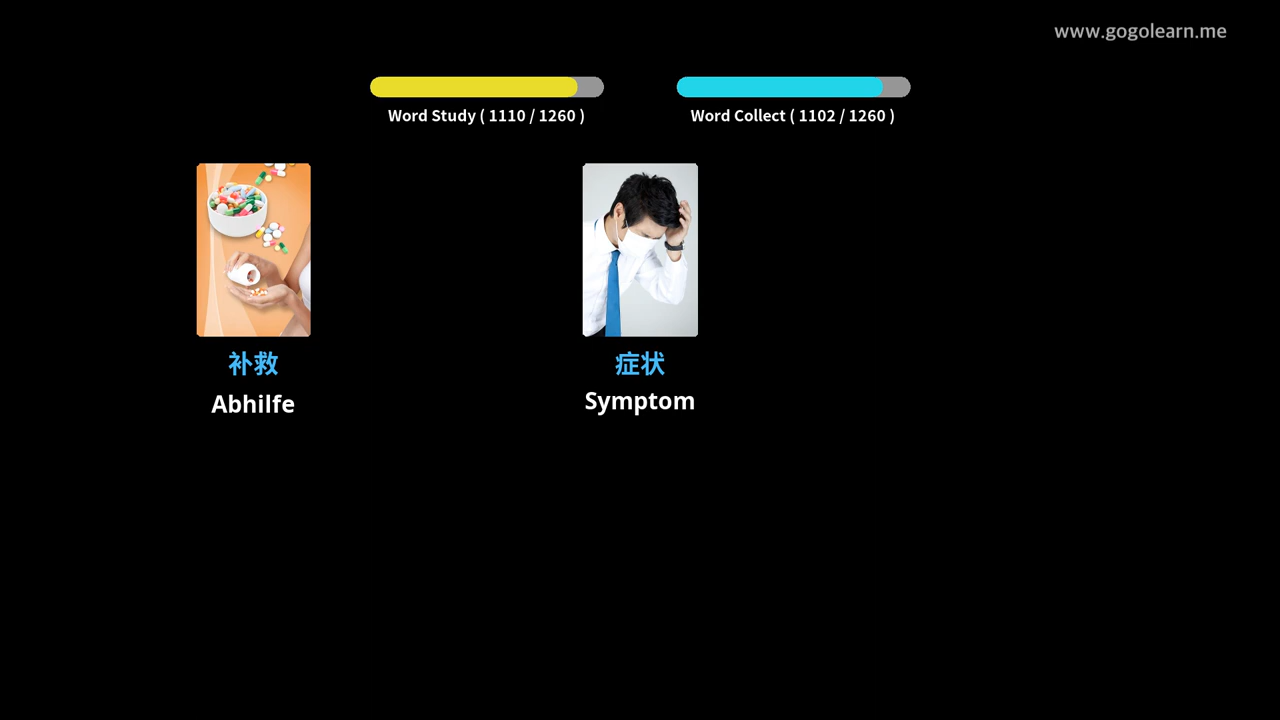 www.gogolearn.me
Word Study ( 1110 / 1260 )
Word Collect ( 1102 / 1260 )
补救
Abhilfe
症状
Symptom